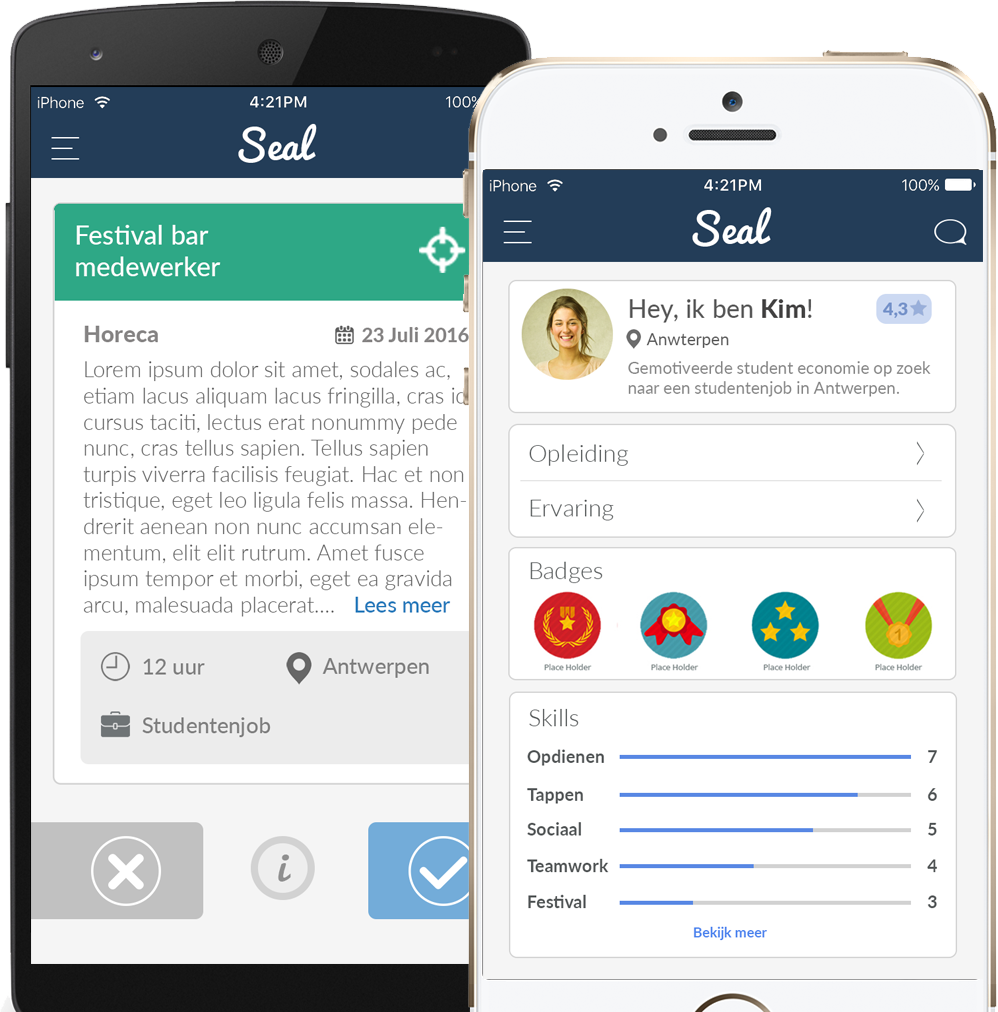 iPhone 4:21PM 100%
Seal
Festival bar
medewerker
Horeca 23 Juli 2016
Lorem ipsum dolor sit amet, sodales ac,
etiam lacus aliquam lacus fringilla, cras id
cursus taciti, lectus erat nonummy pede
nunc, cras tellus sapien. Tellus sapien
turpis viverra facilisis feugiat. Hac et non
tristique, eget leo ligula felis massa. Hen-
drerit aenean non nunc accumsan ele-
mentum, elit elit rutrum. Amet fusce
ipsum tempor et morbi, eget ea gravida
arcu, malesuada placerat.... Lees meer
12 uur Antwerpen
Studentenjob
i
iPhone 4:21PM 100%
Seal
Hey, ik ben Kim! 4,3
Anwterpen
Gemotiveerde student economie op zoek
naar een studentenjob in Antwerpen.
Opleiding
Ervaring
Badges
1
Place Holder Place Holder Place Holder Place Holder
Skills
Opdienen 7
Tappen 6
Sociaal 5
Teamwork 4
Festival 3
Bekijk meer